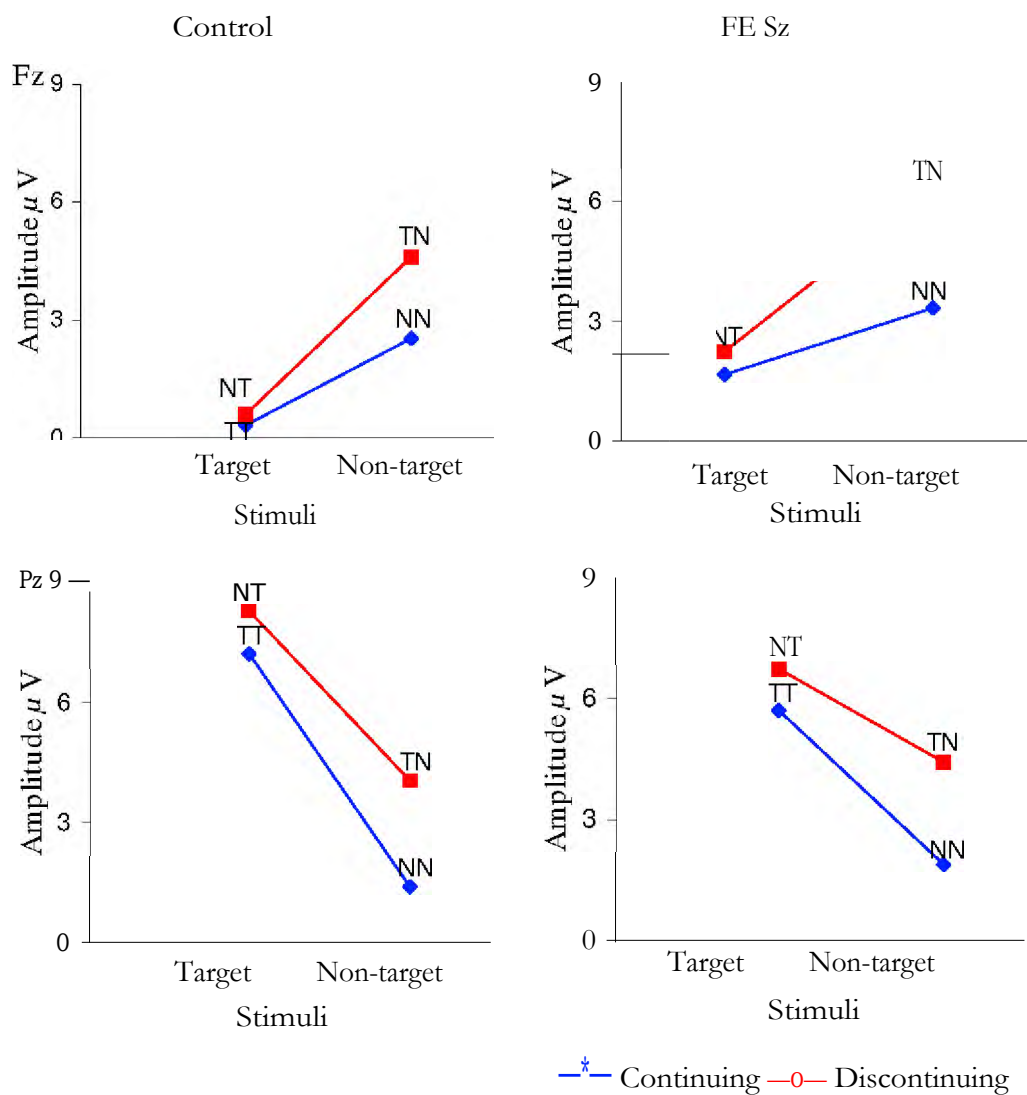 Control
FE Sz
Fz 9
6
3
0
Amplitude µ V
TN
NN
NT
TT
Target Non-target
Stimuli
9
6
3
0
Amplitude µ V
TN
NN
NT
Target Non-target
Stimuli
Pz 9
6
3
0
Amplitude µ V
NT
TT
TN
NN
Target Non-target
Stimuli
9
6
3
0
Amplitude µ V
NT
TT
TN
NN
Target Non-target
Stimuli
Continuing Discontinuing